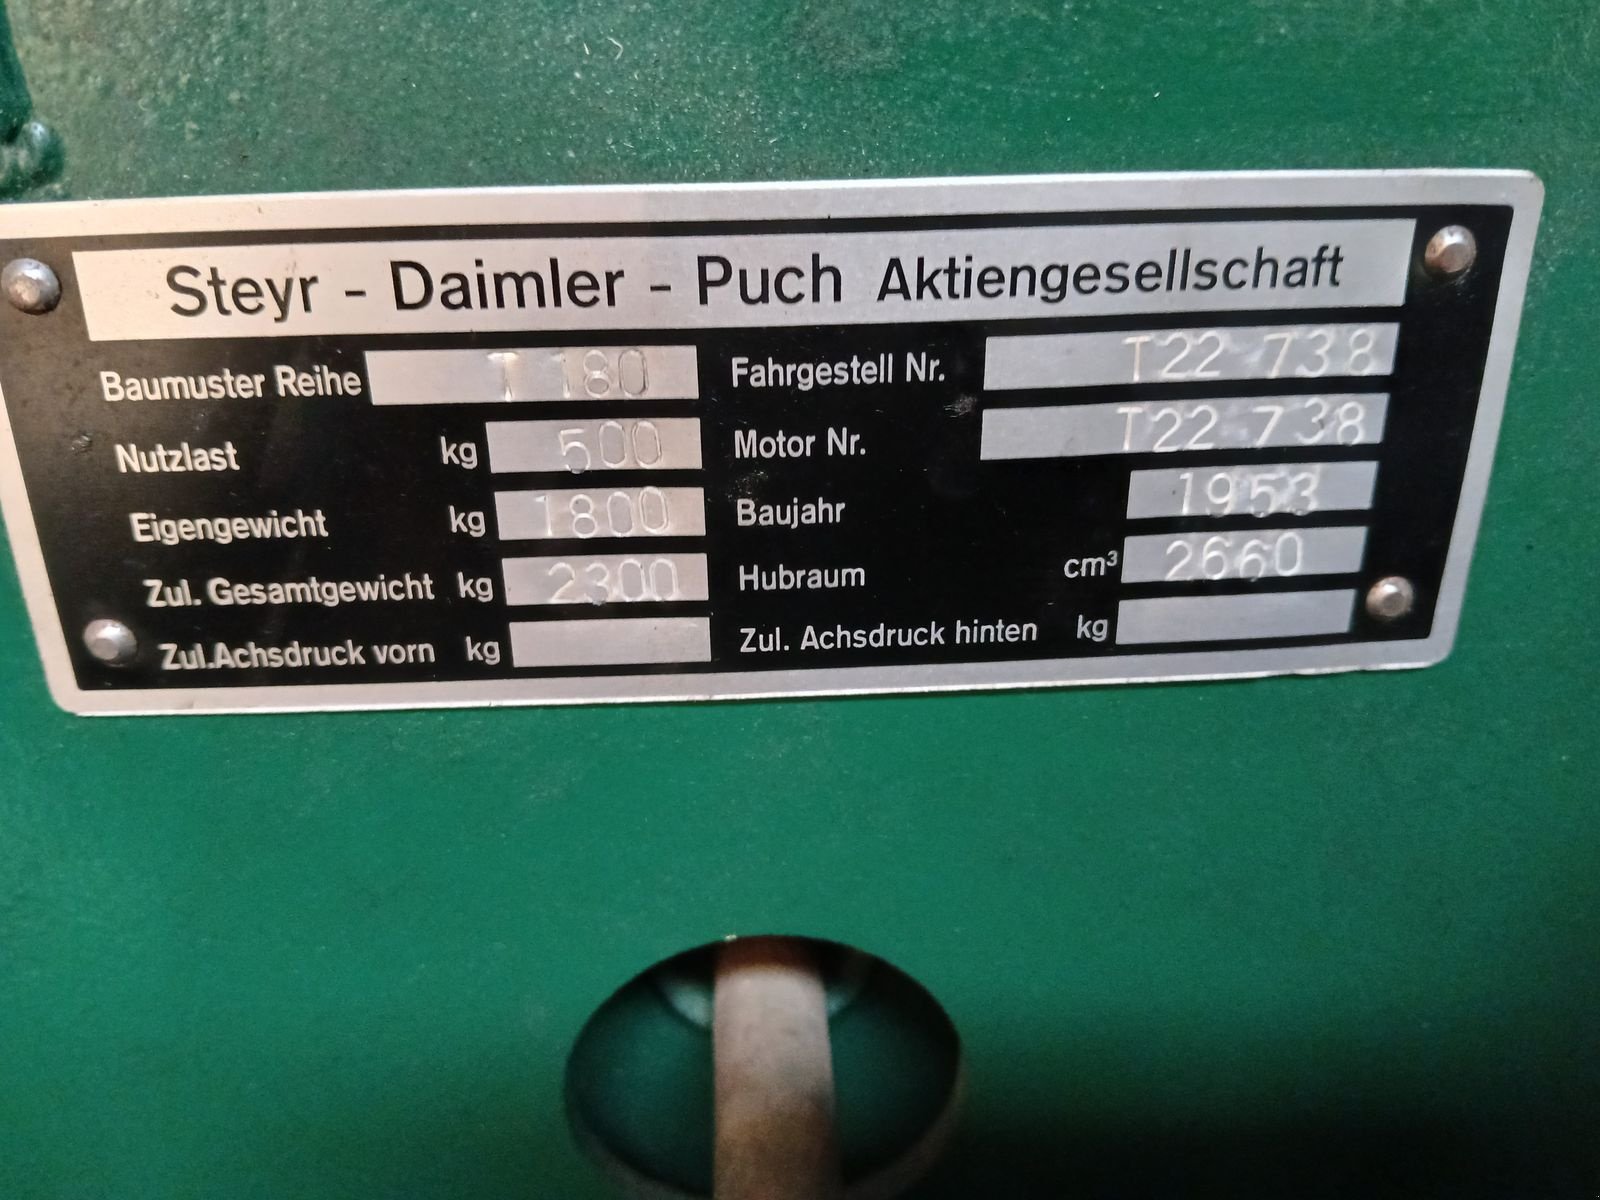 Steyr - Daimler - Puch Aktiengesellschaft
Baumuster Reihe T 180 Fahrgestell Nr. T22 738
Nutzlast kg 500 Motor Nr. T22 738
Eigengewicht kg 1800 Baujahr 1953
Zul. Gesamtgewicht kg 2300 Hubraum cm³ 2660
Zul.Achsdruck vorn kg Zul. Achsdruck hinten kg